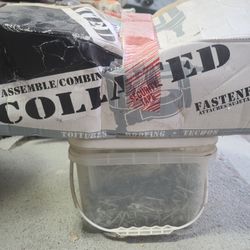 ASSEMBLE/COMBIN
COLLATED
FASTENE
TOITURES • ROOFING • TECHOS